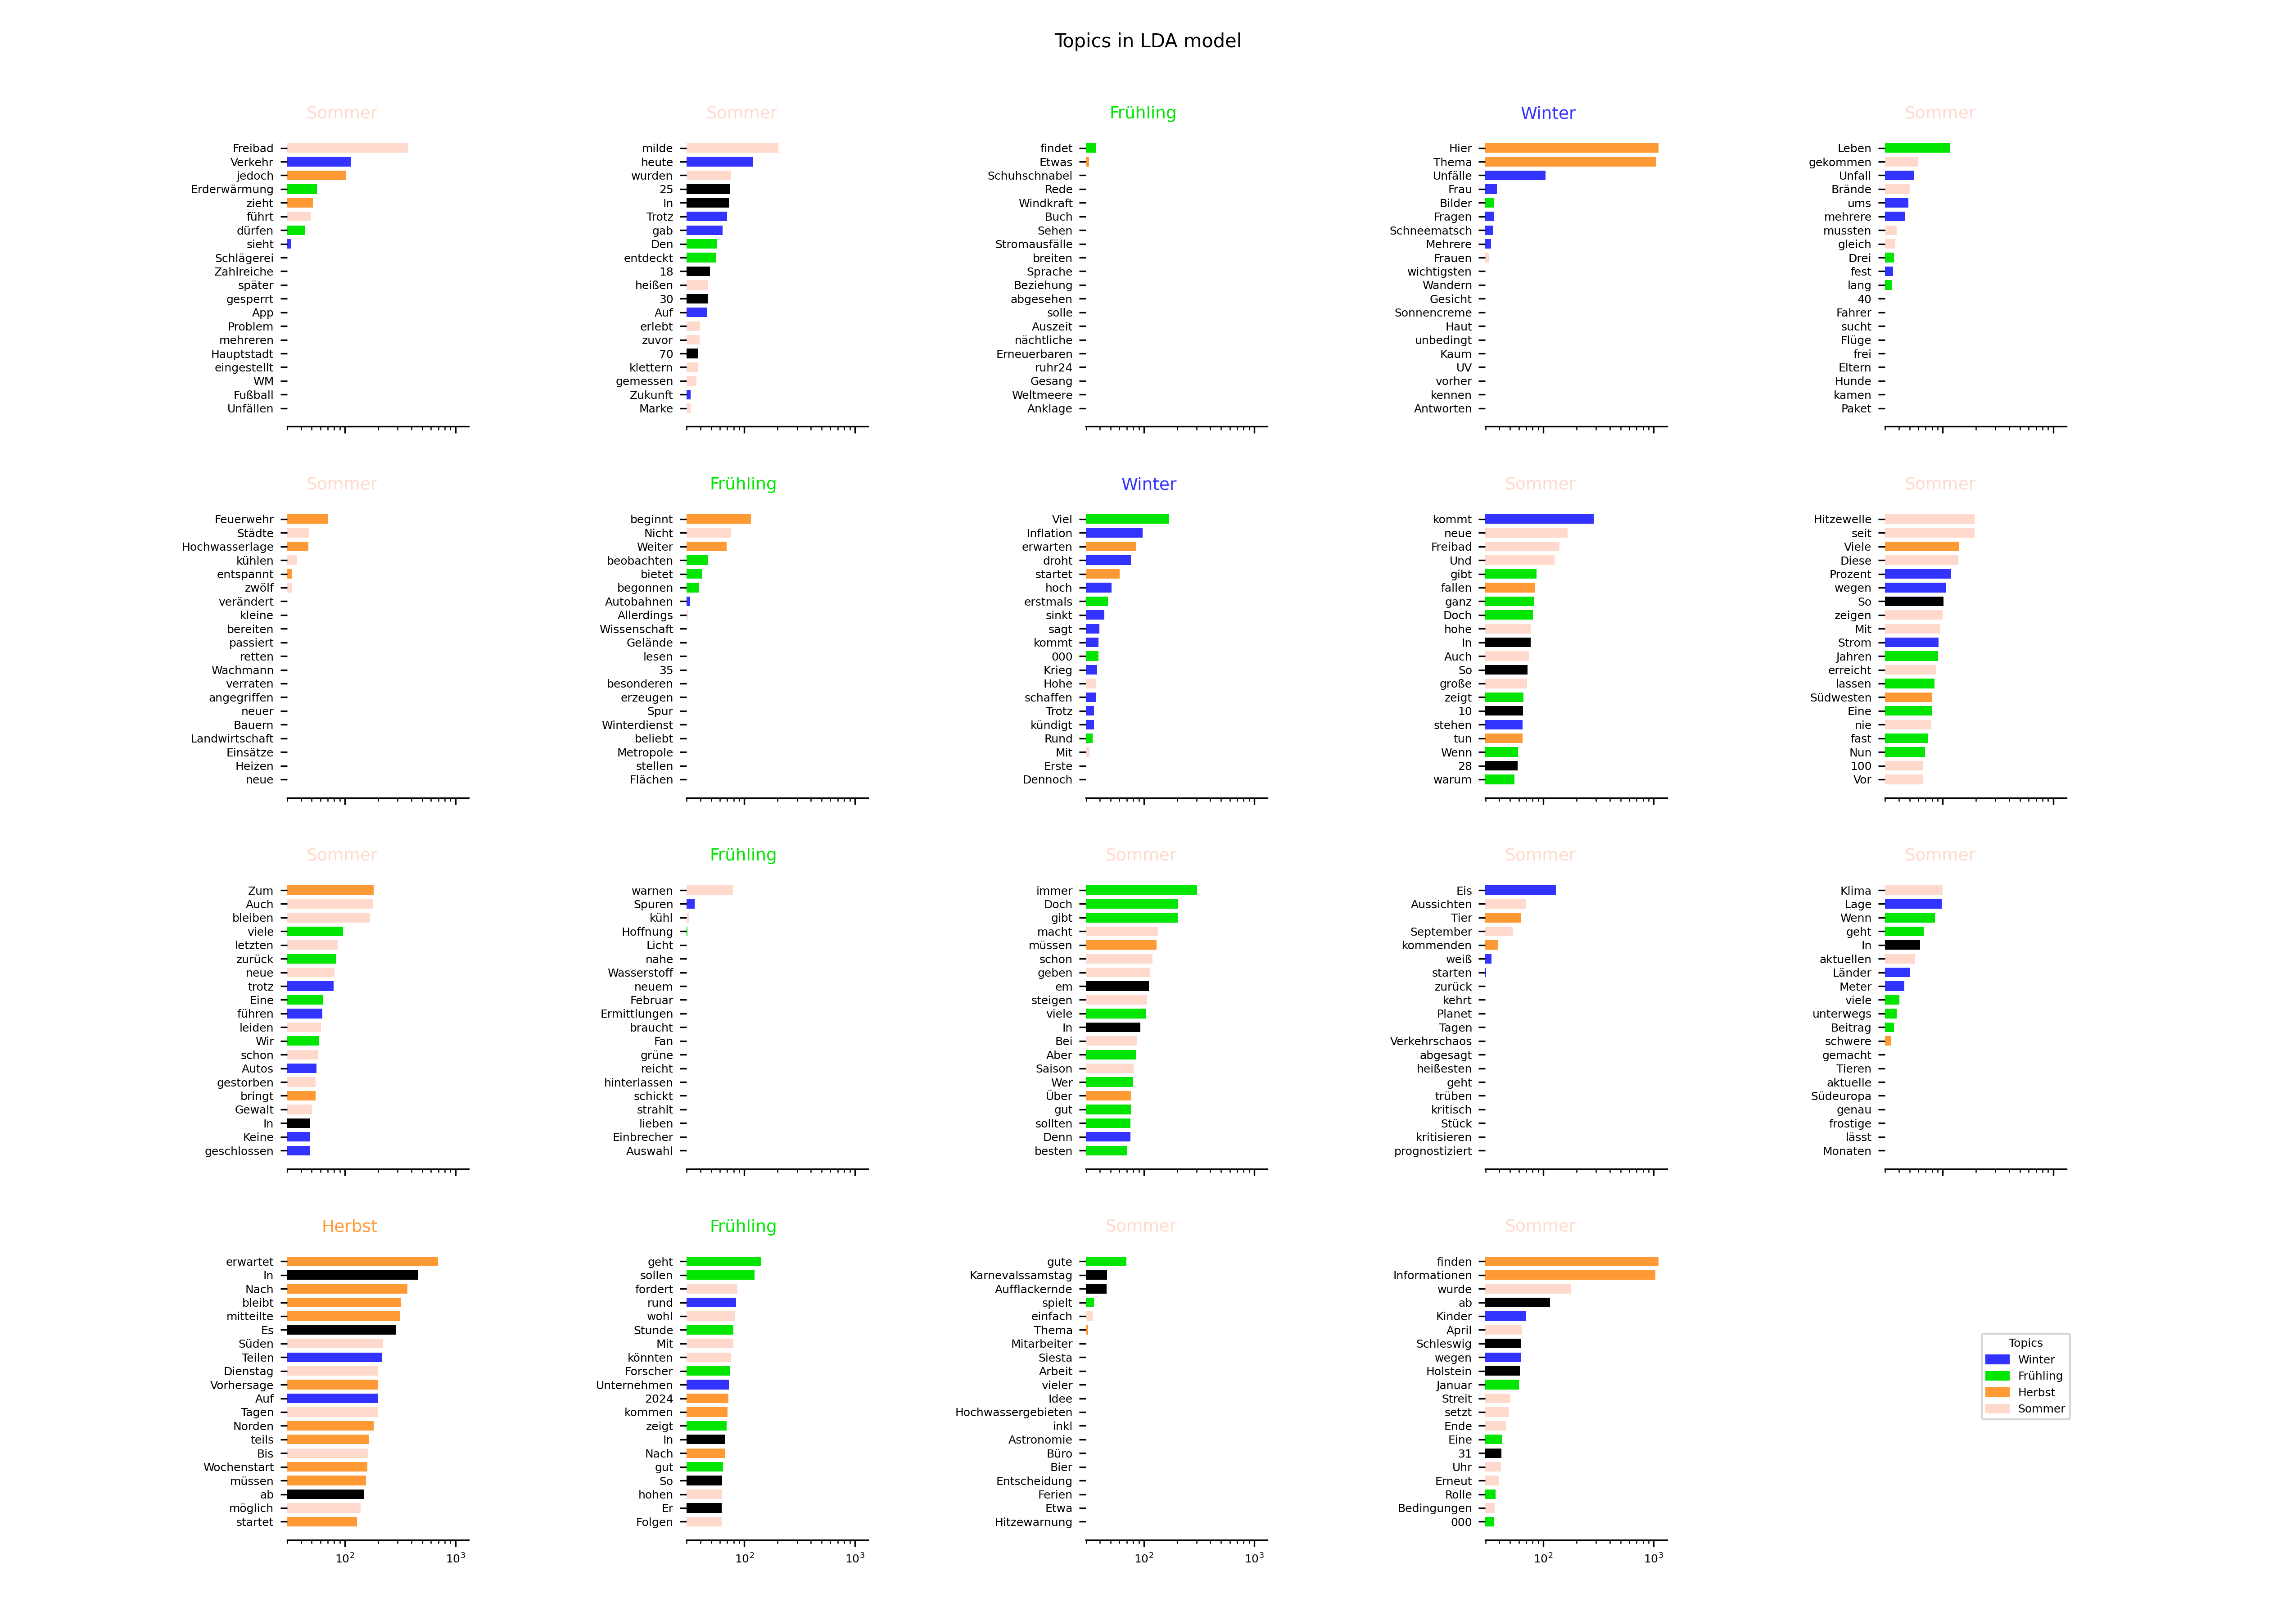 Topics in LDA model
Sommer
Freibad
Verkehr
jedoch
Erderwärmung
zieht
führt
dürfen
sieht
Schlägerei
Zahlreiche
später
gesperrt
App
Problem
mehreren
Hauptstadt
eingestellt
WM
Fußball
Unfällen
Sommer
milde
heute
wurden
25
In
Trotz
gab
Den
entdeckt
18
heißen
30
Auf
erlebt
zuvor
70
klettern
gemessen
Zukunft
Marke
Frühling
findet
Etwas
Schuhschnabel
Rede
Windkraft
Buch
Sehen
Stromausfälle
breiten
Sprache
Beziehung
abgesehen
solle
Auszeit
nächtliche
Erneuerbaren
ruhr24
Gesang
Weltmeere
Anklage
Winter
Hier
Thema
Unfälle
Frau
Bilder
Fragen
Schneematsch
Mehrere
Frauen
wichtigsten
Wandern
Gesicht
Sonnencreme
Haut
unbedingt
Kaum
UV
vorher
kennen
Antworten
Sommer
Leben
gekommen
Unfall
Brände
ums
mehrere
mussten
gleich
Drei
fest
lang
40
Fahrer
sucht
Flüge
frei
Eltern
Hunde
kamen
Paket
Sommer
Feuerwehr
Städte
Hochwasserlage
kühlen
entspannt
zwölf
verändert
kleine
bereiten
passiert
retten
Wachmann
verraten
angegriffen
neuer
Bauern
Landwirtschaft
Einsätze
Heizen
neue
Frühling
beginnt
Nicht
Weiter
beobachten
bietet
begonnen
Autobahnen
Allerdings
Wissenschaft
Gelände
lesen
35
besonderen
erzeugen
Spur
Winterdienst
beliebt
Metropole
stellen
Flächen
Winter
Viel
Inflation
erwarten
droht
startet
hoch
erstmals
sinkt
sagt
kommt
000
Krieg
Hohe
schaffen
Trotz
kündigt
Rund
Mit
Erste
Dennoch
Sommer
kommt
neue
Freibad
Und
gibt
fallen
ganz
Doch
hohe
In
Auch
So
große
zeigt
10
stehen
tun
Wenn
28
warum
Sommer
Hitzewelle
seit
Viele
Diese
Prozent
wegen
So
zeigen
Mit
Strom
Jahren
erreicht
lassen
Südwesten
Eine
nie
fast
Nun
100
Vor
Sommer
Zum
Auch
bleiben
viele
letzten
zurück
neue
trotz
Eine
führen
leiden
Wir
schon
Autos
gestorben
bringt
Gewalt
In
Keine
geschlossen
Frühling
warnen
Spuren
kühl
Hoffnung
Licht
nahe
Wasserstoff
neuem
Februar
Ermittlungen
braucht
Fan
grüne
reicht
hinterlassen
schickt
strahlt
lieben
Einbrecher
Auswahl
Sommer
immer
Doch
gibt
macht
müssen
schon
geben
em
steigen
viele
In
Bei
Aber
Saison
Wer
Über
gut
sollten
Denn
besten
Sommer
Eis
Aussichten
Tier
September
kommenden
weiß
starten
zurück
kehrt
Planet
Tagen
Verkehrschaos
abgesagt
heißesten
geht
trüben
kritisch
Stück
kritisieren
prognostiziert
Sommer
Klima
Lage
Wenn
geht
In
aktuellen
Länder
Meter
viele
unterwegs
Beitrag
schwere
gemacht
Tieren
aktuelle
Südeuropa
genau
frostige
lässt
Monaten
Herbst
erwartet
In
Nach
bleibt
mitteilte
Es
Süden
Teilen
Dienstag
Vorhersage
Auf
Tagen
Norden
teils
Bis
Wochenstart
müssen
ab
möglich
startet
10² 10³
Frühling
geht
sollen
fordert
rund
wohl
Stunde
Mit
könnten
Forscher
Unternehmen
2024
kommen
zeigt
In
Nach
gut
So
hohen
Er
Folgen
10² 10³
Sommer
gute
Karnevalssamstag
Aufflackernde
spielt
einfach
Thema
Mitarbeiter
Siesta
Arbeit
vieler
Idee
Hochwassergebieten
inkl
Astronomie
Büro
Bier
Entscheidung
Ferien
Etwa
Hitzewarnung
10² 10³
Sommer
finden
Informationen
wurde
ab
Kinder
April
Schleswig
wegen
Holstein
Januar
Streit
setzt
Ende
Eine
31
Uhr
Erneut
Rolle
Bedingungen
000
10² 10³
Topics
Winter
Frühling
Herbst
Sommer